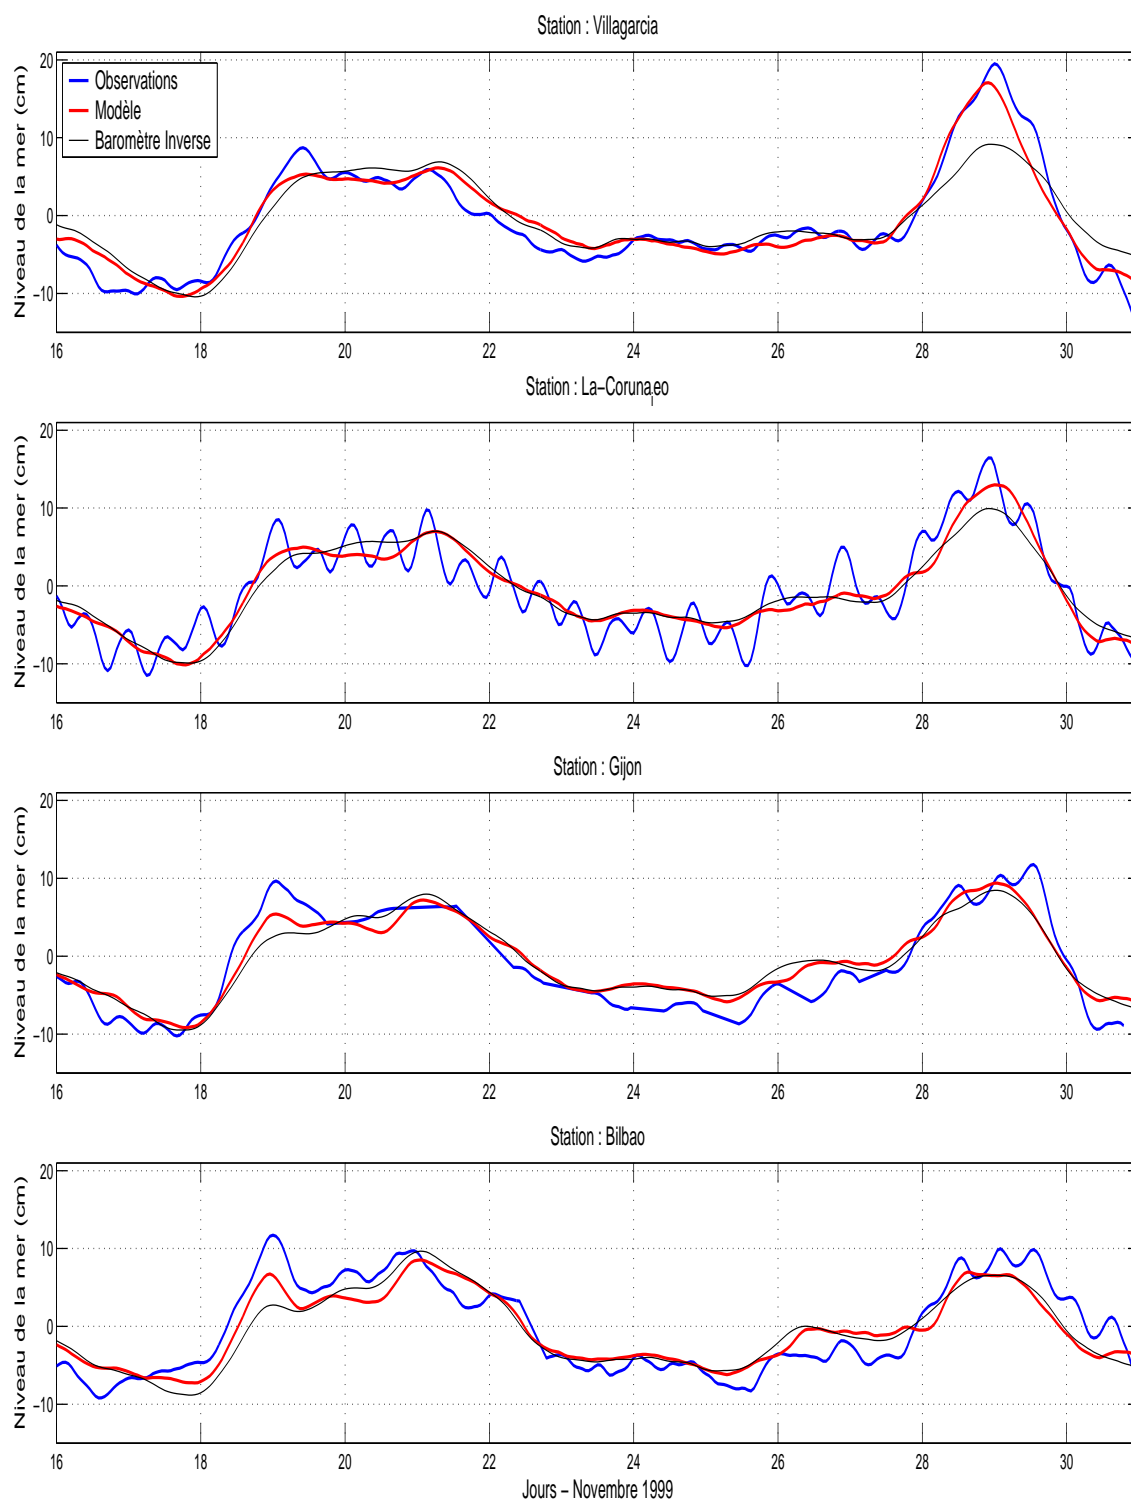 Station : Villagarcia
Niveau de la mer (cm)
20
10
0
−10
Observations
Modèle
Baromètre Inverse
16 18 20 22 24 26 28 30
Station : La−Corunaieo
Niveau de la mer (cm)
20
10
0
−10
16 18 20 22 24 26 28 30
Station : Gijon
Niveau de la mer (cm)
20
10
0
−10
16 18 20 22 24 26 28 30
Station : Bilbao
Niveau de la mer (cm)
20
10
0
−10
16 18 20 22 24 26 28 30
Jours − Novembre 1999